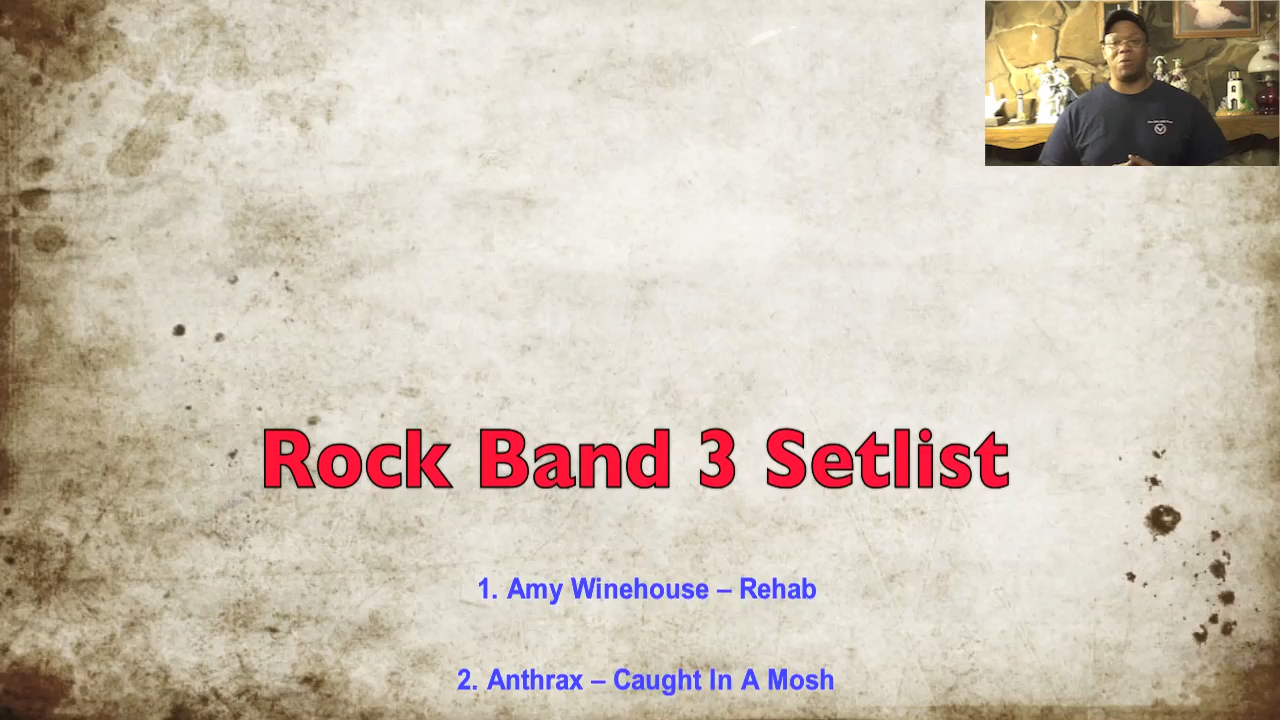 Rock Band 3 Setlist
1. Amy Winehouse – Rehab
2. Anthrax – Caught In A Mosh